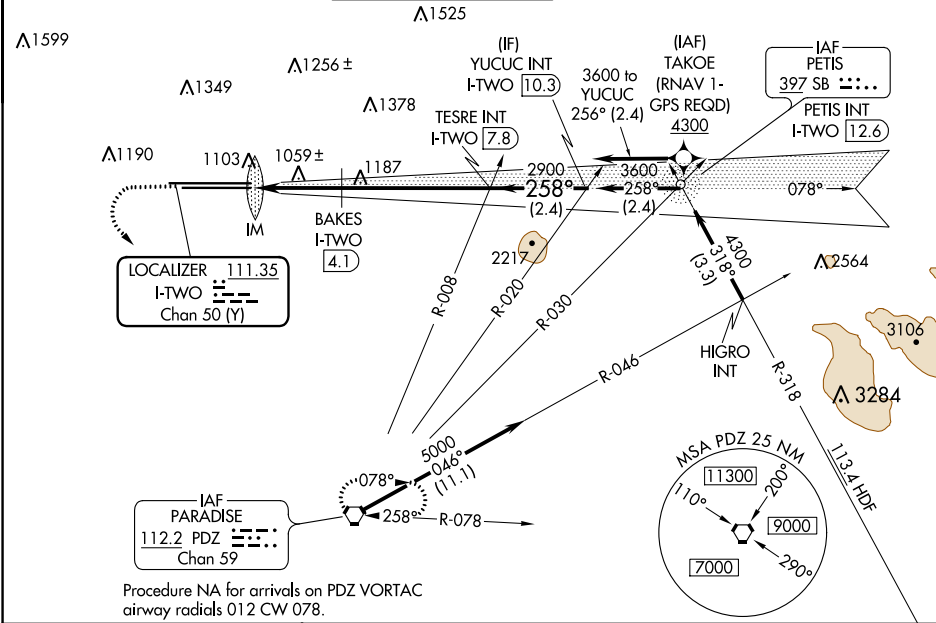 1525
1599
1256 ±
1349
1378
(IF)
YUCUC INT
I-TWO 10.3
3600 to
YUCUC
256° (2.4)
(IAF)
TAKOE
(RNAV 1-
GPS REQD)
4300
IAF
PETIS
397 SB
PETIS INT
I-TWO 12.6
TESRE INT
I-TWO 7.8
1190
1103
1059 ±
1187
2900
3600
258°
(2.4)
258°
(2.4)
078°
IM
BAKES
I-TWO
4.1
LOCALIZER 111.35
I-TWO
Chan 50 (Y)
2217
4300
318°
(3.3)
2564
R-008
R-020
R-030
R-046
HIGRO
INT
3106
R-318
3284
113.4 HDF
5000
046°
(11.1)
078°
258°
R-078
IAF
PARADISE
112.2 PDZ
Chan 59
MSA PDZ 25 NM
11300
110°
200°
9000
7000
290°
Procedure NA for arrivals on PDZ VORTAC
airway radials 012 CW 078.